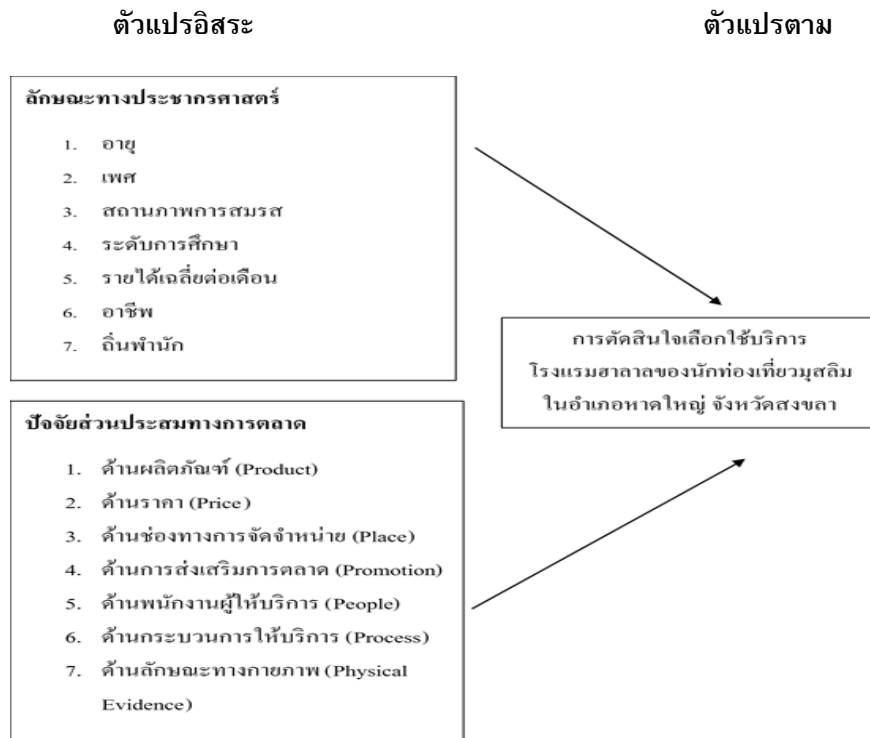 ตัวแปรอิสระ
ตัวแปรตาม
ลักษณะทางประชากรศาสตร์
1. อายุ
2. เพศ
3. สถานภาพการสมรส
4. ระดับการศึกษา
5. รายได้เฉลี่ยต่อเดือน
6. อาชีพ
7. ถิ่นพำนัก
ปัจจัยส่วนประสมทางการตลาด
1. ด้านผลิตภัณฑ์ (Product)
2. ด้านราคา (Price)
3. ด้านช่องทางการจัดจำหน่าย (Place)
4. ด้านการส่งเสริมการตลาด (Promotion)
5. ด้านพนักงานผู้ให้บริการ (People)
6. ด้านกระบวนการให้บริการ (Process)
7. ด้านลักษณะทางกายภาพ (Physical
Evidence)
การตัดสินใจเลือกใช้บริการ
โรงแรมฮาลาลของนักท่องเที่ยวมุสลิม
ในอำเภอหาดใหญ่ จังหวัดสงขลา